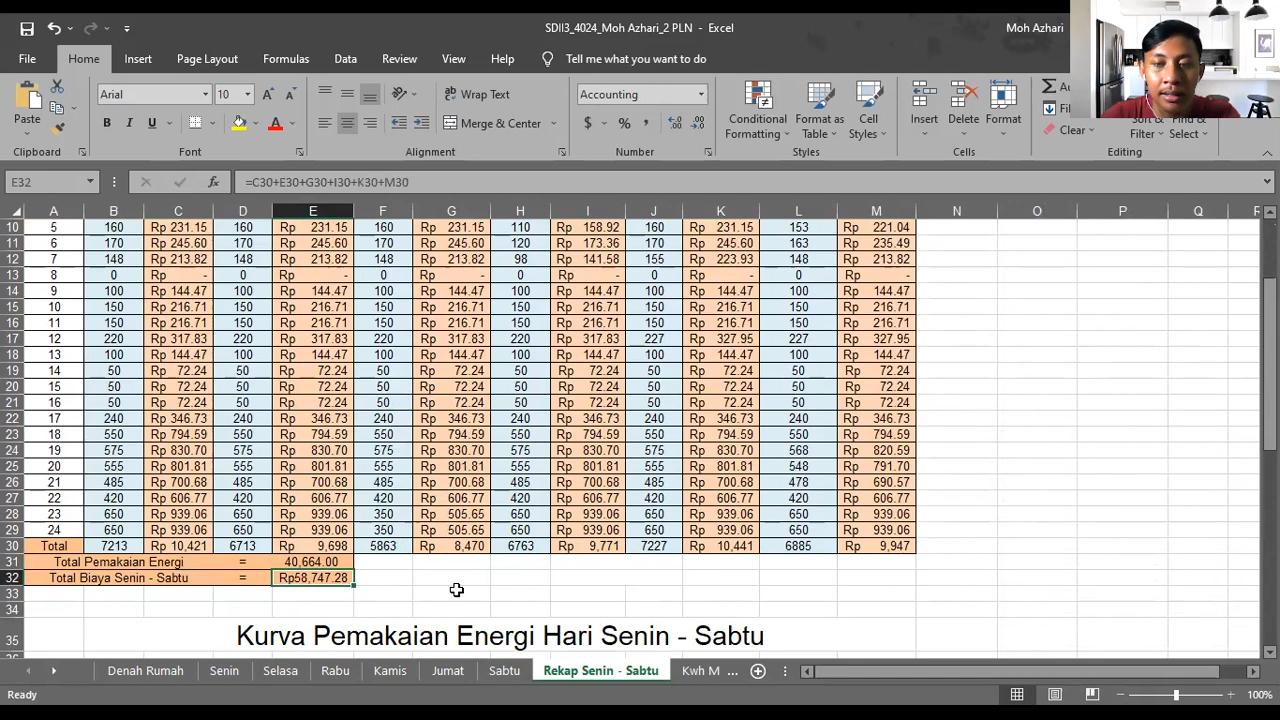 SDII3_4024_Moh Azhari_2 PLN - Excel
Moh Azhari
File Home Insert Page Layout Formulas Data Review View Help Tell me what you want to do
Arial 10 Wrap Text Accounting
Paste B I U Merge & Center $ % Conditional Formatting Format as Table Cell Styles Insert Delete Format Clear Sort & Filter Find & Select
Clipboard Font Alignment Number Styles Cells Editing
E32 fx =C30+E30+G30+I30+K30+M30
A B C D E F G H I J K L M N O P Q R
10 5 160 Rp 231.15 160 Rp 231.15 160 Rp 231.15 110 Rp 158.92 160 Rp 231.15 153 Rp 221.04
11 6 170 Rp 245.60 170 Rp 245.60 170 Rp 245.60 120 Rp 173.36 170 Rp 245.60 163 Rp 235.49
12 7 148 Rp 213.82 148 Rp 213.82 148 Rp 213.82 98 Rp 141.58 155 Rp 223.93 148 Rp 213.82
13 8 0 Rp - 0 Rp - 0 Rp - 0 Rp - 0 Rp - 0 Rp -
14 9 100 Rp 144.47 100 Rp 144.47 100 Rp 144.47 100 Rp 144.47 100 Rp 144.47 100 Rp 144.47
15 10 150 Rp 216.71 150 Rp 216.71 150 Rp 216.71 150 Rp 216.71 150 Rp 216.71 150 Rp 216.71
16 11 150 Rp 216.71 150 Rp 216.71 150 Rp 216.71 150 Rp 216.71 150 Rp 216.71 150 Rp 216.71
17 12 220 Rp 317.83 220 Rp 317.83 220 Rp 317.83 220 Rp 317.83 227 Rp 327.95 227 Rp 327.95
18 13 100 Rp 144.47 100 Rp 144.47 100 Rp 144.47 100 Rp 144.47 100 Rp 144.47 100 Rp 144.47
19 14 50 Rp 72.24 50 Rp 72.24 50 Rp 72.24 50 Rp 72.24 50 Rp 72.24 50 Rp 72.24
20 15 50 Rp 72.24 50 Rp 72.24 50 Rp 72.24 50 Rp 72.24 50 Rp 72.24 50 Rp 72.24
21 16 50 Rp 72.24 50 Rp 72.24 50 Rp 72.24 50 Rp 72.24 50 Rp 72.24 50 Rp 72.24
22 17 240 Rp 346.73 240 Rp 346.73 240 Rp 346.73 240 Rp 346.73 240 Rp 346.73 240 Rp 346.73
23 18 550 Rp 794.59 550 Rp 794.59 550 Rp 794.59 550 Rp 794.59 550 Rp 794.59 550 Rp 794.59
24 19 575 Rp 830.70 575 Rp 830.70 575 Rp 830.70 575 Rp 830.70 575 Rp 830.70 568 Rp 820.59
25 20 555 Rp 801.81 555 Rp 801.81 555 Rp 801.81 555 Rp 801.81 555 Rp 801.81 548 Rp 791.70
26 21 485 Rp 700.68 485 Rp 700.68 485 Rp 700.68 485 Rp 700.68 485 Rp 700.68 478 Rp 690.57
27 22 420 Rp 606.77 420 Rp 606.77 420 Rp 606.77 420 Rp 606.77 420 Rp 606.77 420 Rp 606.77
28 23 650 Rp 939.06 650 Rp 939.06 350 Rp 505.65 650 Rp 939.06 650 Rp 939.06 650 Rp 939.06
29 24 650 Rp 939.06 650 Rp 939.06 350 Rp 505.65 650 Rp 939.06 650 Rp 939.06 650 Rp 939.06
30 Total 7213 Rp 10,421 6713 Rp 9,698 5863 Rp 8,470 6763 Rp 9,771 7227 Rp 10,441 6885 Rp 9,947
31 Total Pemakaian Energi = 40,664.00
32 Total Biaya Senin - Sabtu = Rp58,747.28
33
34
35 Kurva Pemakaian Energi Hari Senin - Sabtu
Denah Rumah Senin Selasa Rabu Kamis Jumat Sabtu Rekap Senin - Sabtu Kwh M ...
Ready 100%